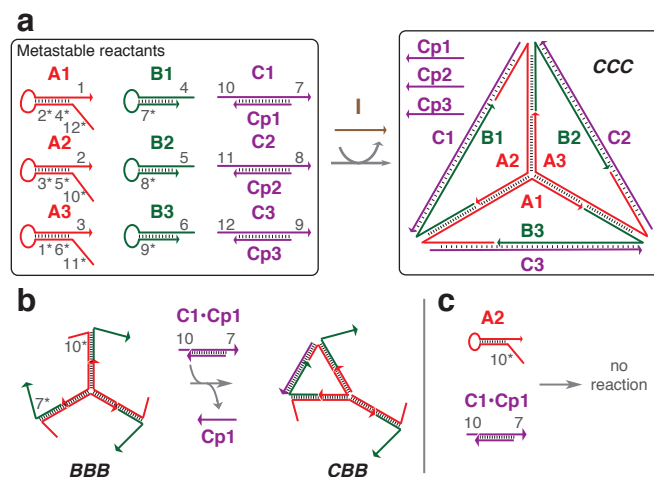 a
Metastable reactants
A1 B1 C1
1 4 10 7
2* 4* 7* Cp1
12*
A2 B2 C2
2 5 11 8
3* 5* 8* Cp2
10*
A3 B3 C3
3 6 12 9
1* 6* 9* Cp3
11*
I
Cp1
Cp2
Cp3
CCC
C1 B1 B2 C2
A2 A3
A1
B3
C3
b
C1•Cp1
10 7
10*
7*
Cp1
BBB
CBB
c
A2
10*
C1•Cp1
10 7
no
reaction